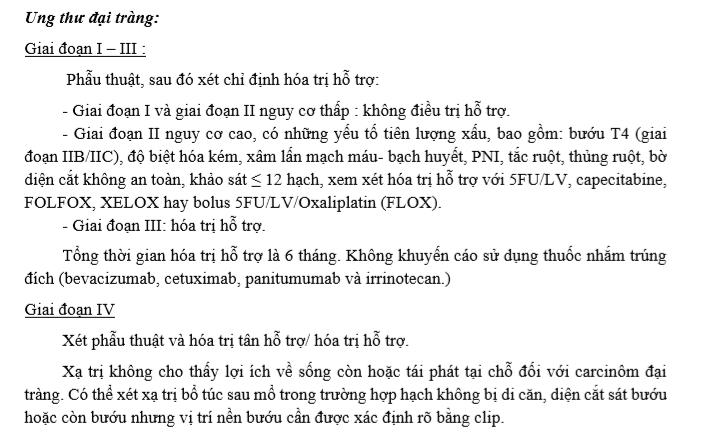 Ung thư đại tràng:
Giai đoạn I – III :
Phẫu thuật, sau đó xét chỉ định hóa trị hỗ trợ:
- Giai đoạn I và giai đoạn II nguy cơ thấp : không điều trị hỗ trợ.
- Giai đoạn II nguy cơ cao, có những yếu tố tiên lượng xấu, bao gồm: bướu T4 (giai
đoạn IIB/IIC), độ biệt hóa kém, xâm lấn mạch máu- bạch huyết, PNI, tắc ruột, thủng ruột, bờ
diện cắt không an toàn, khảo sát ≤ 12 hạch, xem xét hóa trị hỗ trợ với 5FU/LV, capecitabine,
FOLFOX, XELOX hay bolus 5FU/LV/Oxaliplatin (FLOX).
- Giai đoạn III: hóa trị hỗ trợ.
Tổng thời gian hóa trị hỗ trợ là 6 tháng. Không khuyến cáo sử dụng thuốc nhắm trúng
đích (bevacizumab, cetuximab, panitumumab và irrinotecan.)
Giai đoạn IV
Xét phẫu thuật và hóa trị tân hỗ trợ/ hóa trị hỗ trợ.
Xạ trị không cho thấy lợi ích về sống còn hoặc tái phát tại chỗ đối với carcinôm đại
tràng. Có thể xét xạ trị bổ túc sau mổ trong trường hợp hạch không bị di căn, diện cắt sát bướu
hoặc còn bướu nhưng vị trí nền bướu cần được xác định rõ bằng clip.